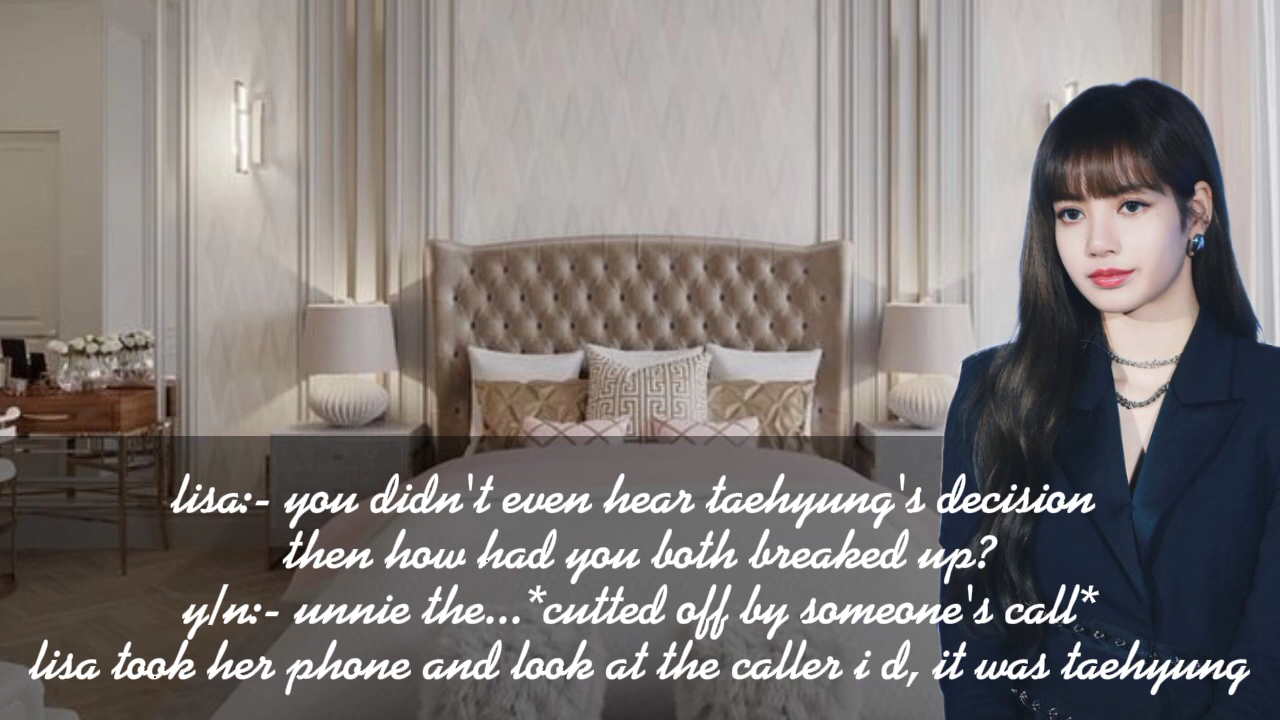 lisa:- you didn't even hear taehyung's decision
then how had you both breaked up?
y/n:- unnie the...*cutted off by someone's call*
lisa took her phone and look at the caller i d, it was taehyung